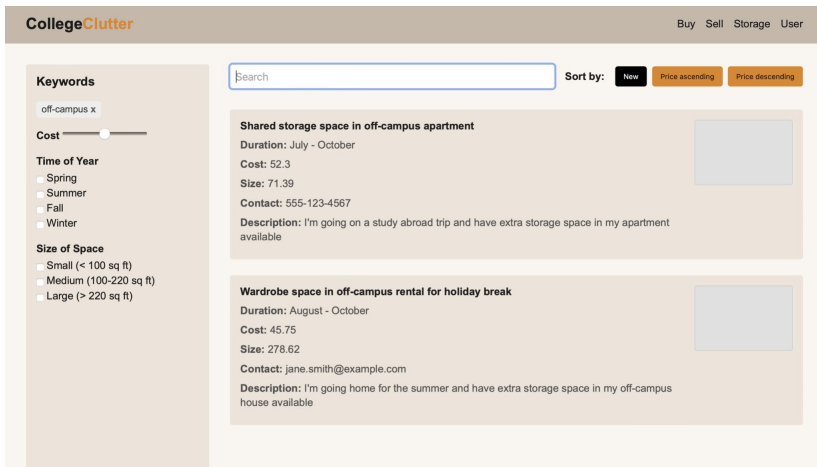 CollegeClutter
Buy Sell Storage User
Keywords
off-campus x
Cost
Time of Year
Spring
Summer
Fall
Winter
Size of Space
Small (< 100 sq ft)
Medium (100-220 sq ft)
Large (> 220 sq ft)
Search
Sort by: New Price ascending Price descending
Shared storage space in off-campus apartment
Duration: July - October
Cost: 52.3
Size: 71.39
Contact: 555-123-4567
Description: I'm going on a study abroad trip and have extra storage space in my apartment
available
Wardrobe space in off-campus rental for holiday break
Duration: August - October
Cost: 45.75
Size: 278.62
Contact: jane.smith@example.com
Description: I'm going home for the summer and have extra storage space in my off-campus
house available